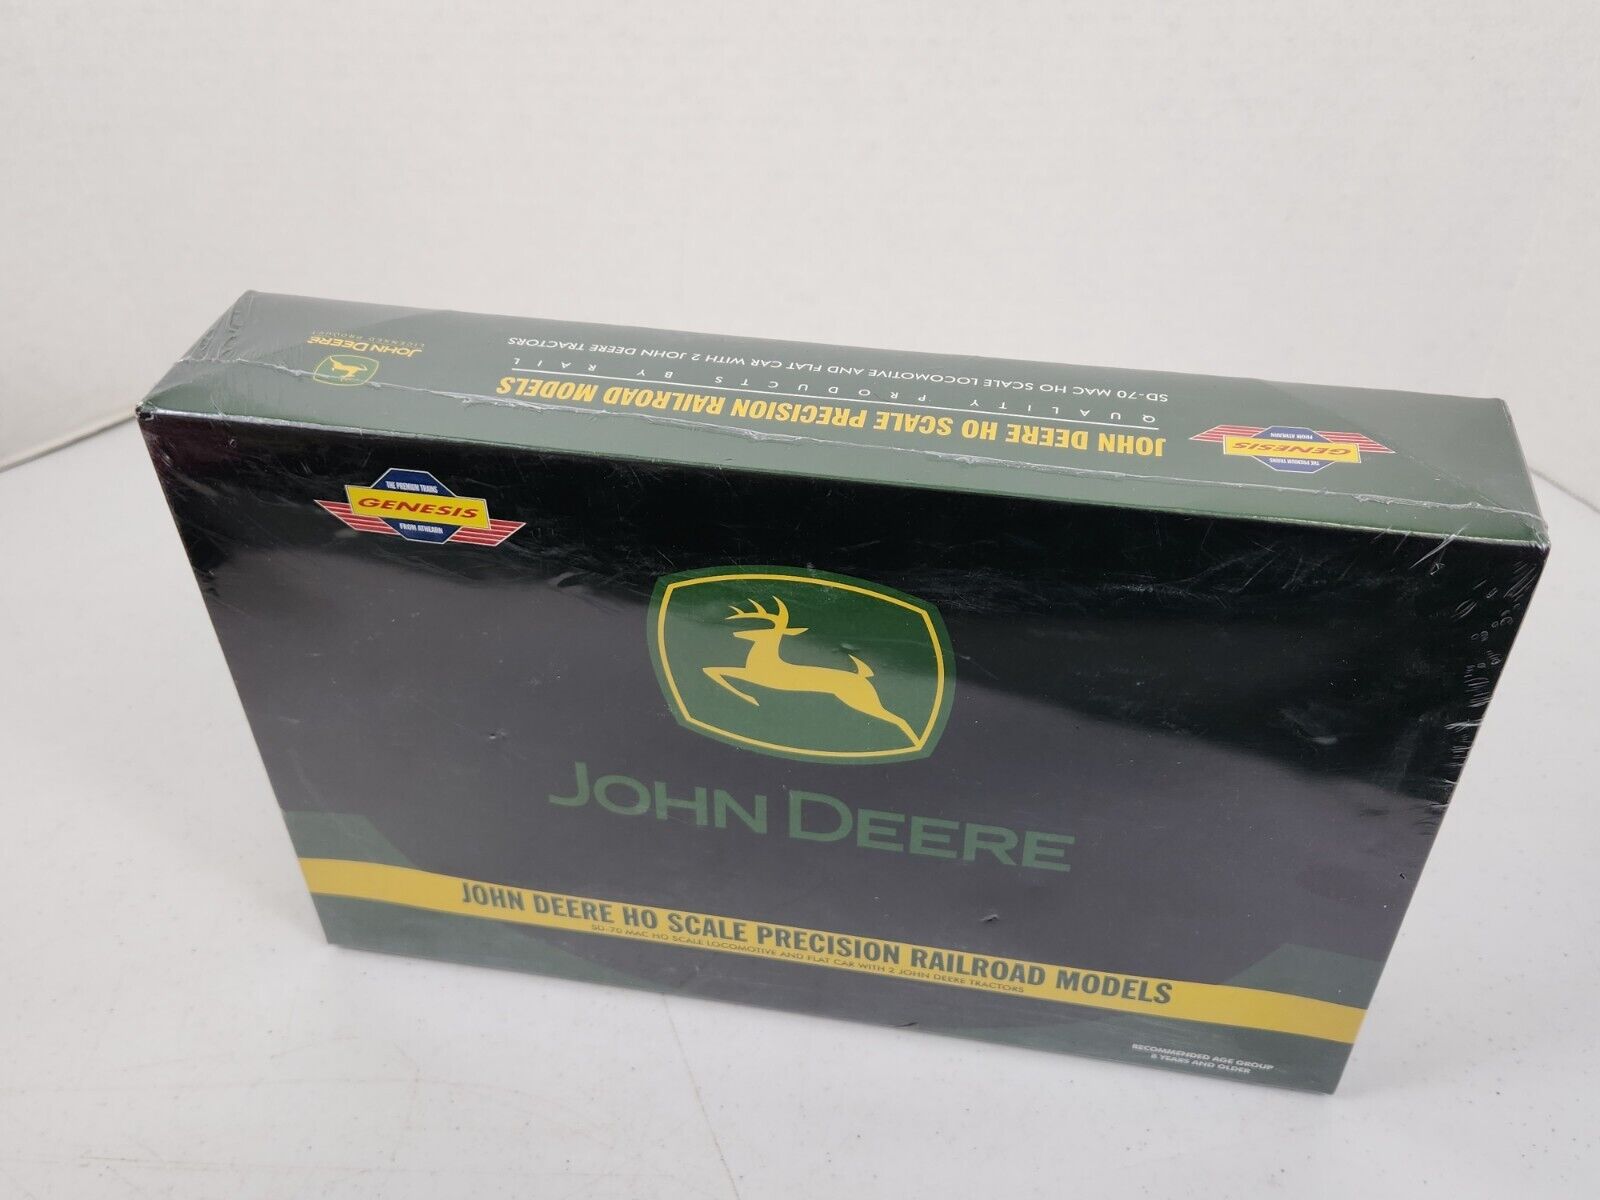 JOHN DEERE
LICENSED PRODUCT
JOHN DEERE HO SCALE PRECISION RAILROAD MODELS
QUALITY PRODUCTS BY RAIL
SD-70 MAC HO SCALE LOCOMOTIVE AND FLAT CAR WITH 2 JOHN DEERE TRACTORS
THE PREMIUM TRAINS
GENESIS
FROM ATHEARN
THE PREMIUM TRAINS
GENESIS
FROM ATHEARN
JOHN DEERE
JOHN DEERE HO SCALE PRECISION RAILROAD MODELS
SD-70 MAC HO SCALE LOCOMOTIVE AND FLAT CAR WITH 2 JOHN DEERE TRACTORS
RECOMMENDED AGE GROUP
8 YEARS AND OLDER